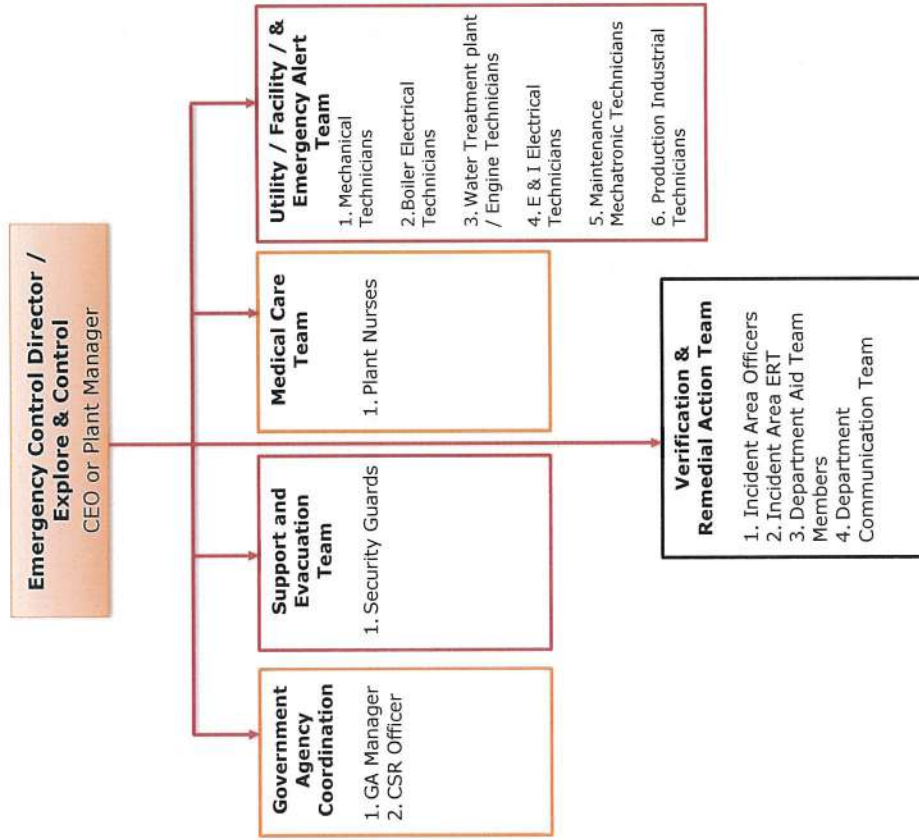 Emergency Control Director /
Explore & Control
CEO or Plant Manager
Government
Agency
Coordination
1. GA Manager
2. CSR Officer
Support and
Evacuation
Team
1. Security Guards
Medical Care
Team
1. Plant Nurses
Utility / Facility / &
Emergency Alert
Team
1. Mechanical
Technicians
2.Boiler Electrical
Technicians
3. Water Treatment plant
/ Engine Technicians
4. E & I Electrical
Technicians
5. Maintenance
Mechatronic Technicians
6. Production Industrial
Technicians
Verification &
Remedial Action Team
1. Incident Area Officers
2. Incident Area ERT
3. Department Aid Team
Members
4. Department
Communication Team